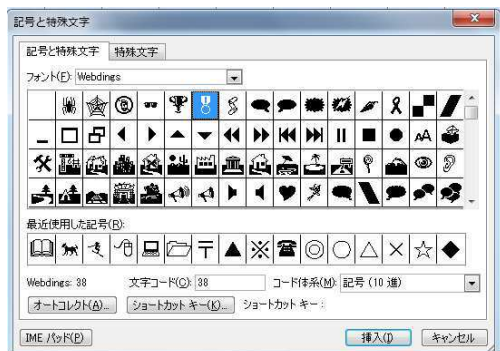 記号と特殊文字
記号と特殊文字 特殊文字
フォント(F): Webdings
最近使用した記号(R):
〒 ▲ ※ ☎ ◎ ○ △ × ☆ ◆
Webdings: 38 文字コード(C): 38 コード体系(M): 記号 (10 進)
オートコレクト(A)... ショートカット キー(K)... ショートカット キー:
IME パッド(P) 挿入(I) キャンセル